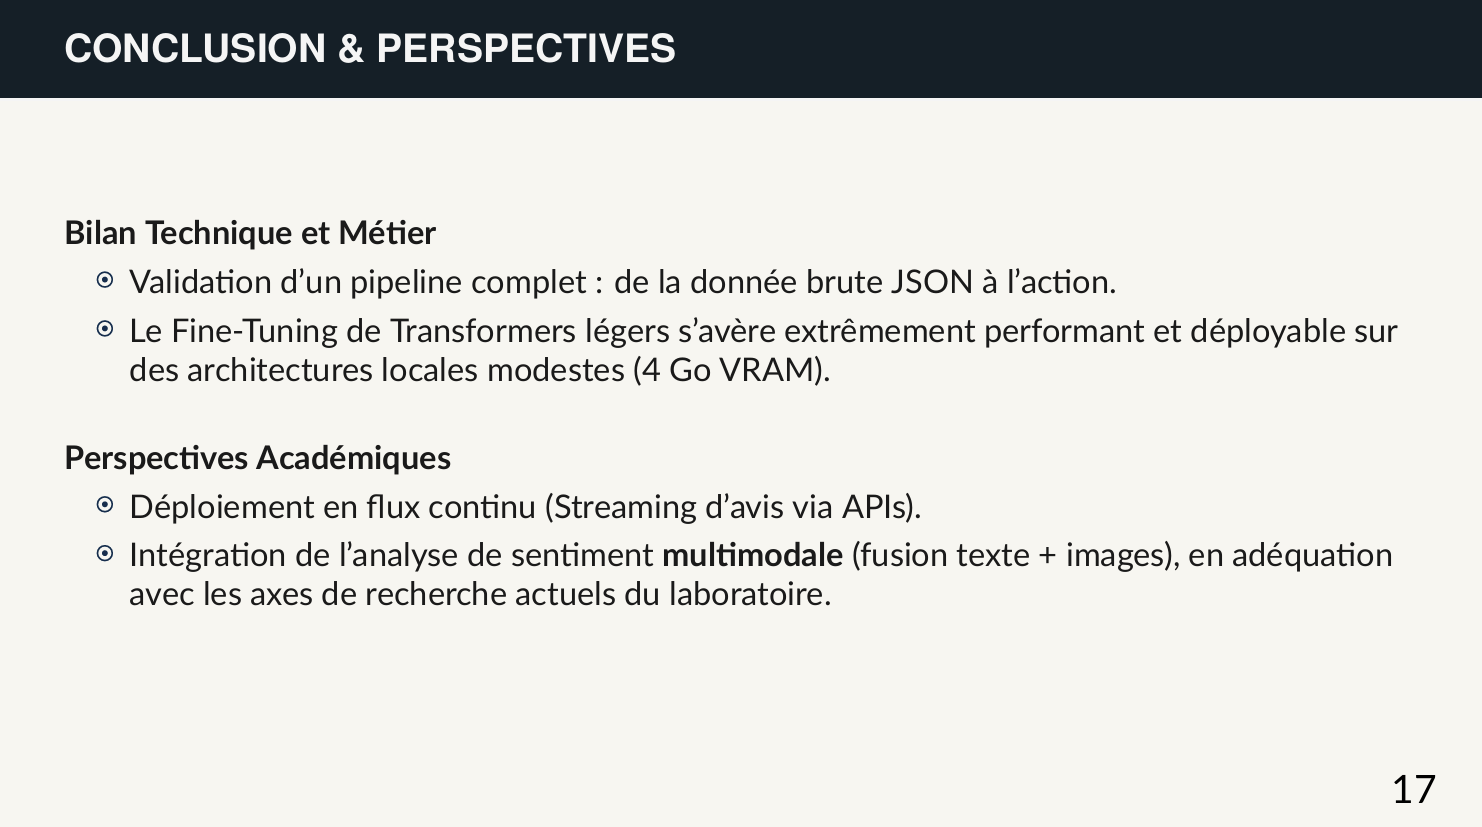 CONCLUSION & PERSPECTIVES
Bilan Technique et Métier
Validation d’un pipeline complet : de la donnée brute JSON à l’action.
Le Fine-Tuning de Transformers légers s’avère extrêmement performant et déployable sur
des architectures locales modestes (4 Go VRAM).
Perspectives Académiques
Déploiement en flux continu (Streaming d’avis via APIs).
Intégration de l’analyse de sentiment multimodale (fusion texte + images), en adéquation
avec les axes de recherche actuels du laboratoire.
17